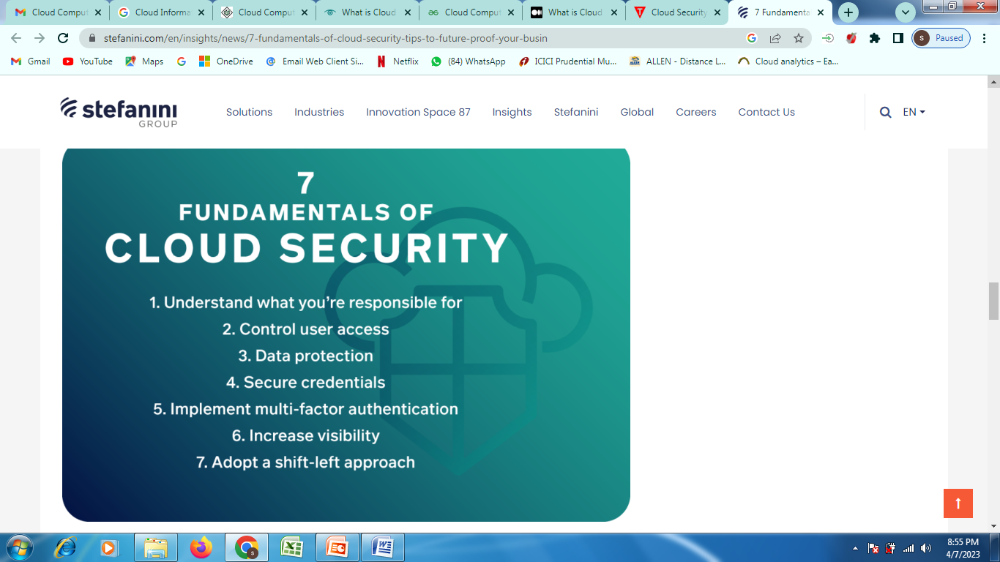 Cloud Comput
Cloud Informa
Cloud Comput
What is Cloud
Cloud Comput
What is Cloud
Cloud Security
7 Fundamenta
stefanini.com/en/insights/news/7-fundamentals-of-cloud-security-tips-to-future-proof-your-busin
s
Paused
Gmail
YouTube
Maps
OneDrive
Email Web Client Si...
Netflix
(84) WhatsApp
ICICI Prudential Mu...
ALLEN - Distance L...
Cloud analytics – Ea...
stefanini
GROUP
Solutions
Industries
Innovation Space 87
Insights
Stefanini
Global
Careers
Contact Us
EN
7
FUNDAMENTALS OF
CLOUD SECURITY
1. Understand what you're responsible for
2. Control user access
3. Data protection
4. Secure credentials
5. Implement multi-factor authentication
6. Increase visibility
7. Adopt a shift-left approach
8:55 PM
4/7/2023